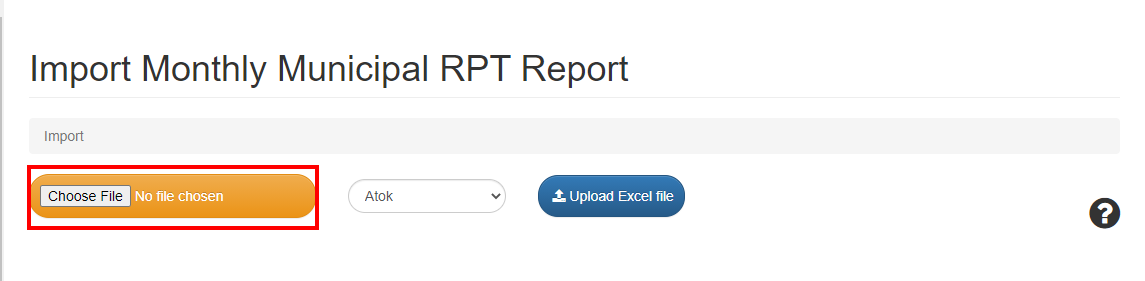 Import Monthly Municipal RPT Report
Import
Choose File No file chosen
Atok
Upload Excel file
?